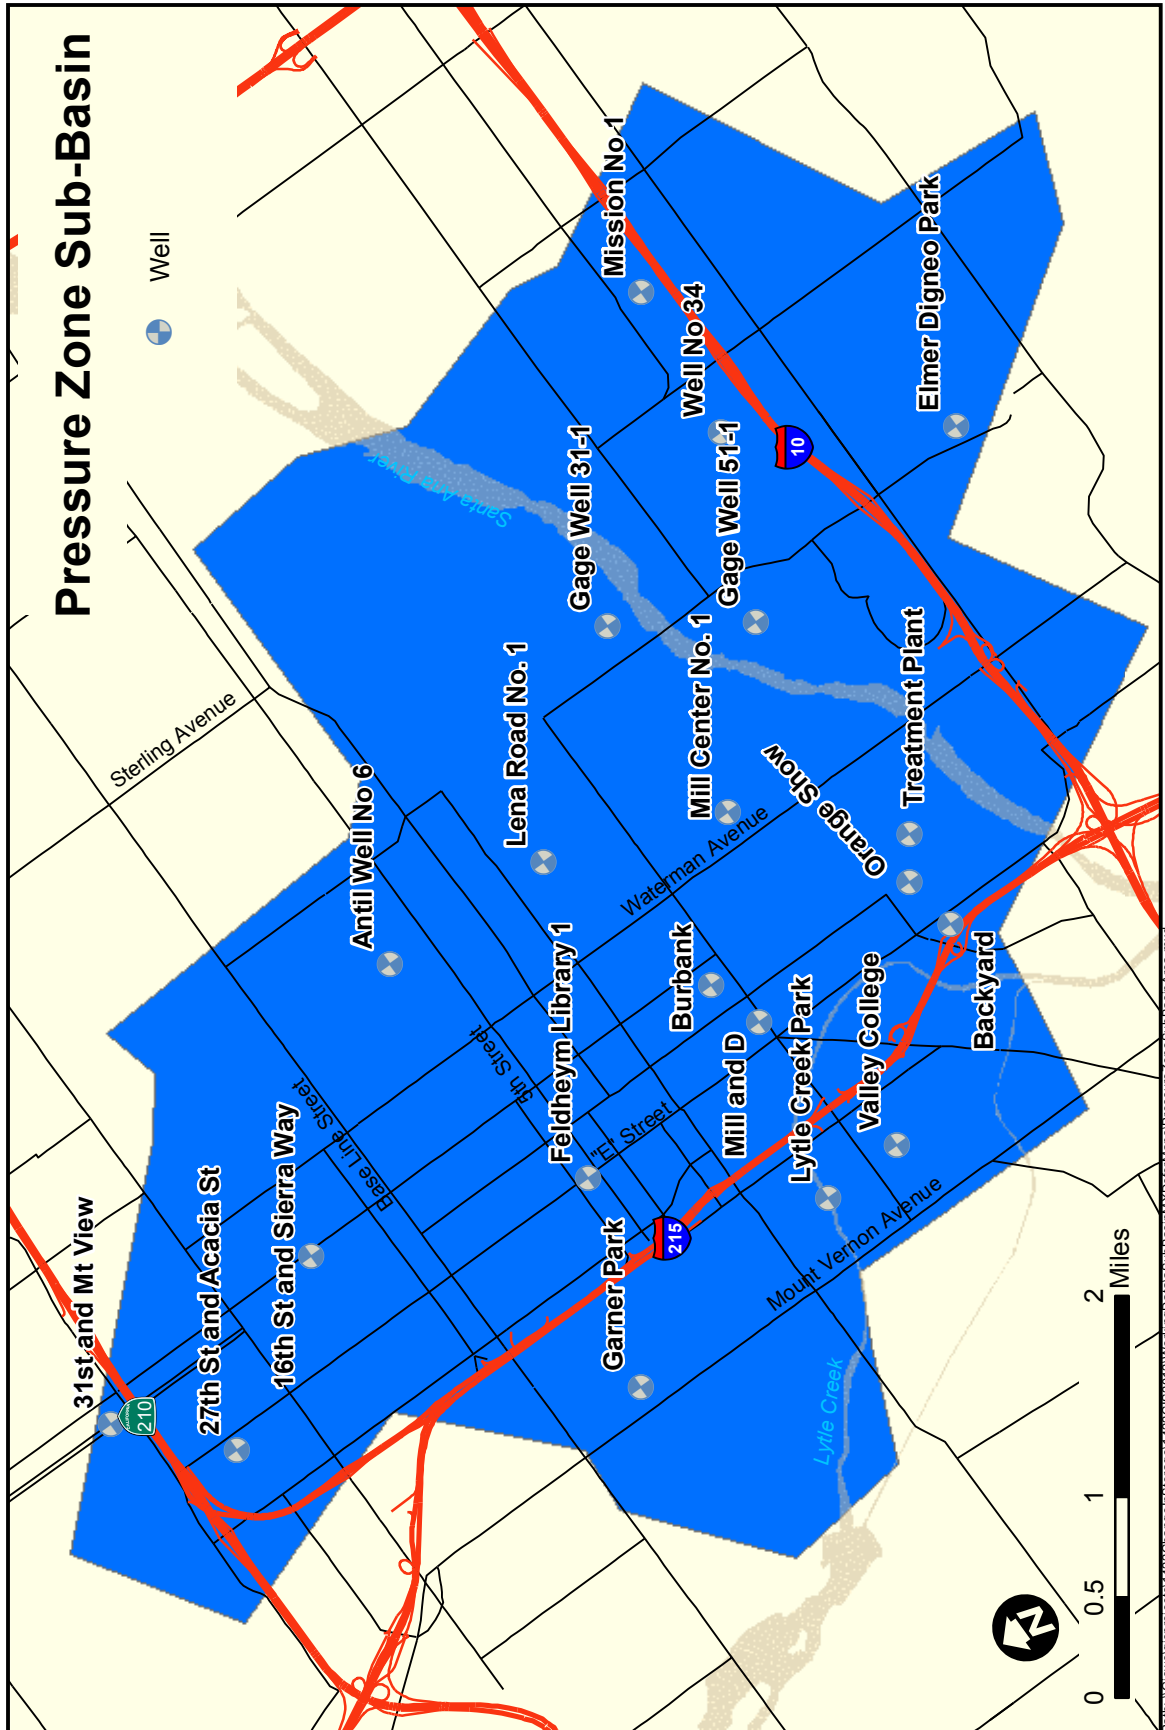 Pressure Zone Sub-Basin
Well
Mission No 1
Well No 34
Elmer Digneo Park
10
Santa Ana River
Gage Well 31-1
Gage Well 51-1
Sterling Avenue
Antil Well No 6
Lena Road No. 1
Mill Center No. 1
Treatment Plant
Orange Show
Waterman Avenue
Feldheym Library 1
Burbank
Mill and D
Lytle Creek Park
Valley College
Backyard
5th Street
Base Line Street
"E" Street
31st and Mt View
27th St and Acacia St
16th St and Sierra Way
CALIFORNIA
210
Garner Park
215
Mount Vernon Avenue
Lytle Creek
N
0 0.5 1 2
Miles